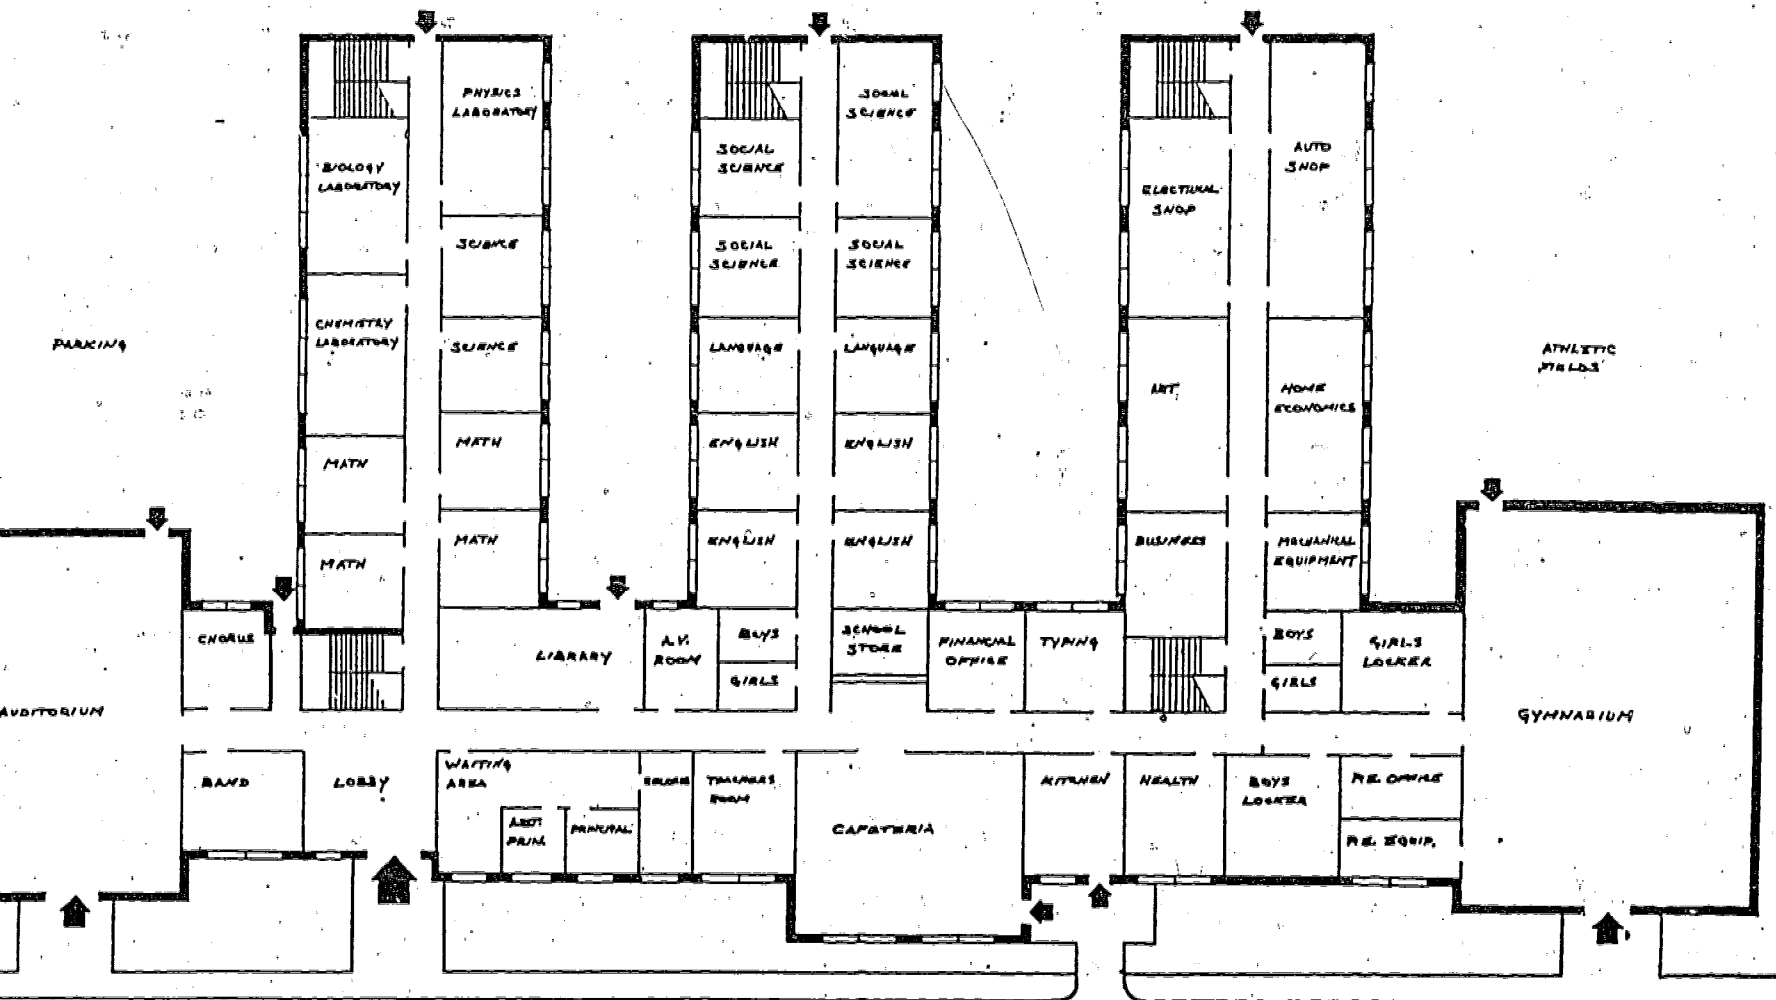 PHYSICS
LABORATORY
BIOLOGY
LABORATORY
SCIENCE
CHEMISTRY
LABORATORY
SCIENCE
MATH
MATH
MATH
MATH
SOCIAL
SCIENCE
SOCIAL
SCIENCE
SOCIAL
SCIENCE
SOCIAL
SCIENCE
LANGUAGE
LANGUAGE
ENGLISH
ENGLISH
ENGLISH
ENGLISH
AUTO
SHOP
ELECTRICAL
SHOP
ART
HOME
ECONOMICS
BUSINESS
MECHANICAL
EQUIPMENT
PARKING
ATHLETIC
FIELDS
CHORUS
LIBRARY
A.V.
ROOM
BOYS
GIRLS
SCHOOL
STORE
FINANCIAL
OFFICE
TYPING
BOYS
GIRLS
GIRLS
LOCKER
AUDITORIUM
GYMNARIUM
BAND
LOBBY
WAITING
AREA
ASST.
PRIN.
PRINCIPAL
TEACHERS
ROOM
CAFETERIA
KITCHEN
HEALTH
BOYS
LOCKER
P.E. OFFICE
P.E. EQUIP.